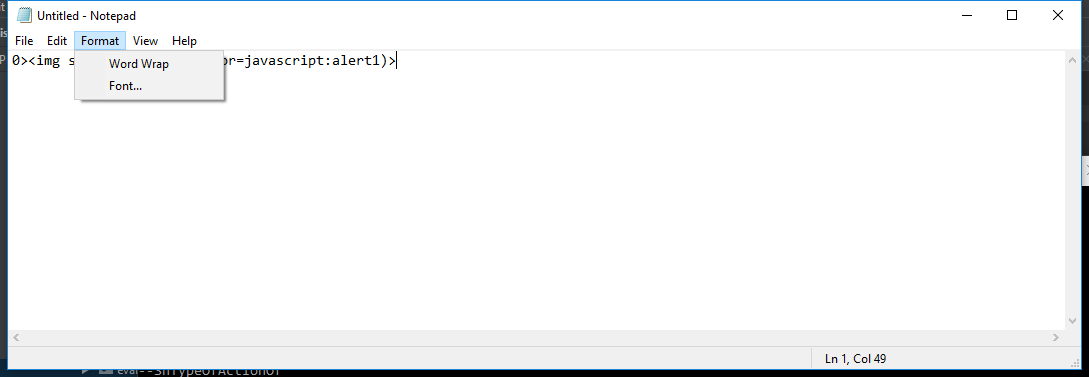 Untitled - Notepad
File Edit Format View Help
0><img s or=javascript:alert1)>
Word Wrap
Font...
Ln 1, Col 49